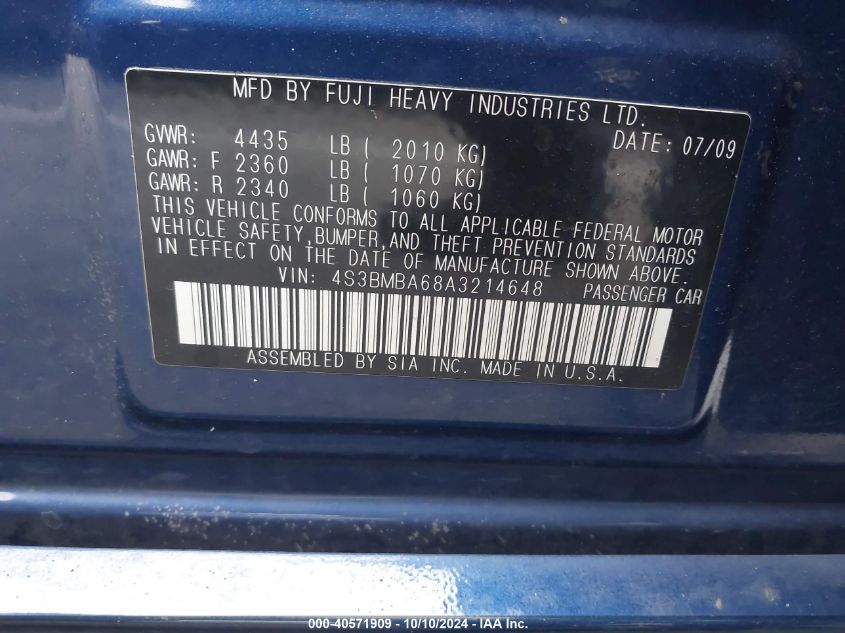 MFD BY FUJI HEAVY INDUSTRIES LTD.
GVWR: 4435 LB ( 2010 KG) DATE: 07/09
GAWR: F 2360 LB ( 1070 KG)
GAWR: R 2340 LB ( 1060 KG)
THIS VEHICLE CONFORMS TO ALL APPLICABLE FEDERAL MOTOR
VEHICLE SAFETY, BUMPER, AND THEFT PREVENTION STANDARDS
IN EFFECT ON THE DATE OF MANUFACTURE SHOWN ABOVE.
VIN: 4S3BMBA68A3214648 PASSENGER CAR
ASSEMBLED BY SIA INC. MADE IN U.S.A.
000-40571909 - 10/10/2024 - IAA Inc.